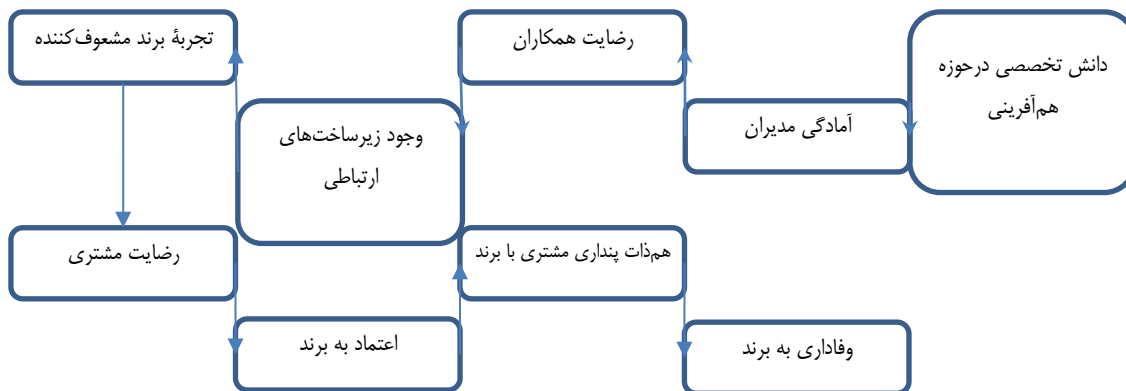 دانش تخصصی درحوزه
هم‌آفرینی
آمادگی مدیران
رضایت همکاران
وجود زیرساخت‌های
ارتباطی
تجربهٔ برند مشعوف‌کننده
رضایت مشتری
اعتماد به برند
هم‌ذات پنداری مشتری با برند
وفاداری به برند